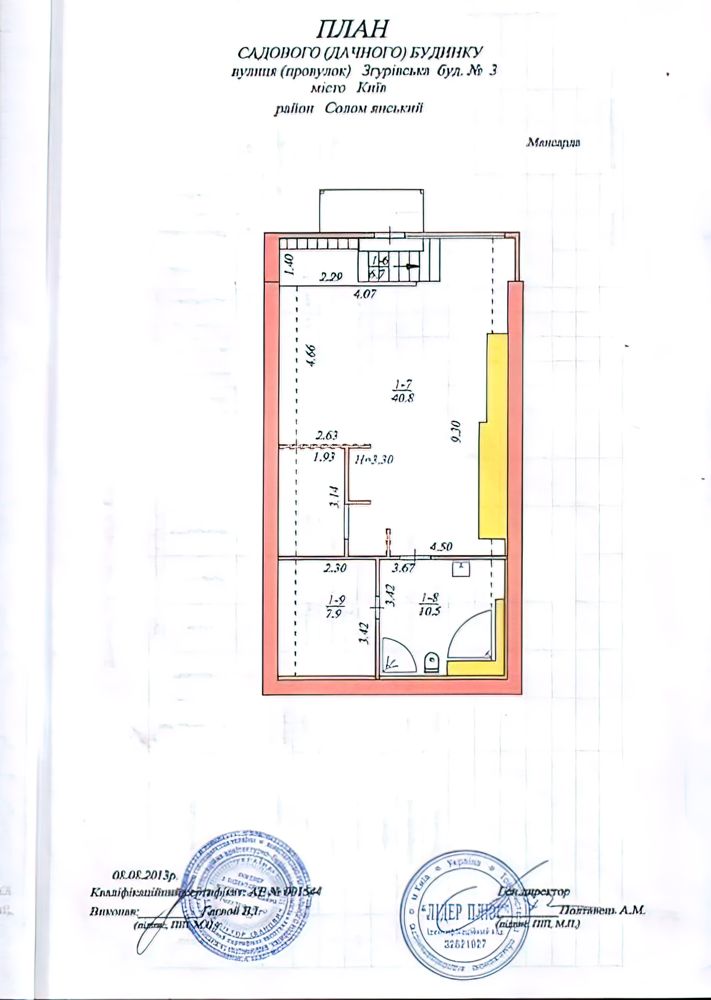 ПЛАН
САДОВОГО (ДАЧНОГО) БУДИНКУ
вулиця (провулок) Згурівська буд. № 3
місто Київ
район Солом янський
Мансарда
1-6
6.7
1.40
2.29
4.07
4.66
1-7
40.8
9.30
2.63
1.93
H=3.30
3.14
4.50
2.30
3.67
3.42
1-8
10.5
1-9
7.9
3.42
08.08.2013р.
Кваліфікаційний сертифікат: АЕ № 001544
Виконав:
(підпис, ПІП, М.П.)
Ген.директор
Полтавець А.М.
(підпис, ПІП, М.П.)
Україна
м Київ
"ЛІДЕР ПЛЮС"
Ідентифікаційний код
32821027